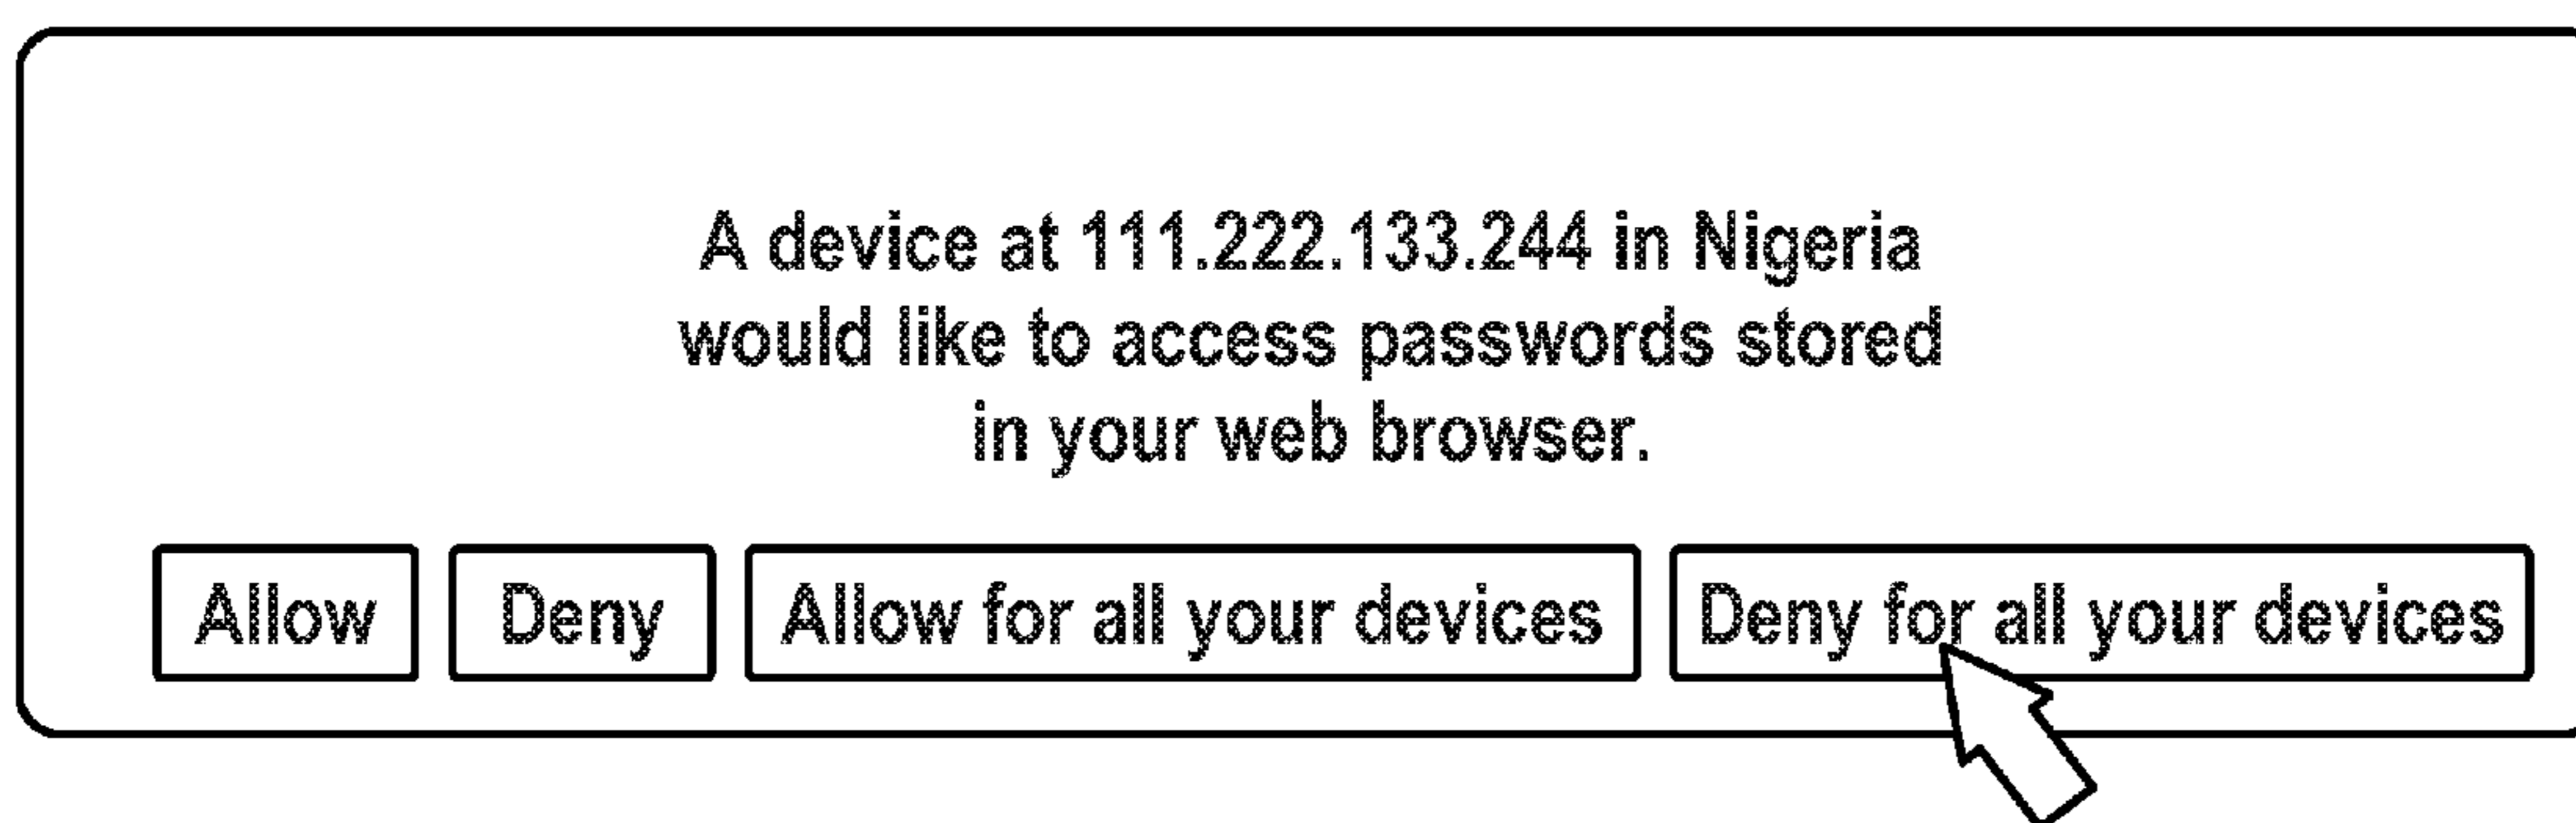 A device at 111.222.133.244 in Nigeria
would like to access passwords stored
in your web browser.
Allow Deny Allow for all your devices Deny for all your devices